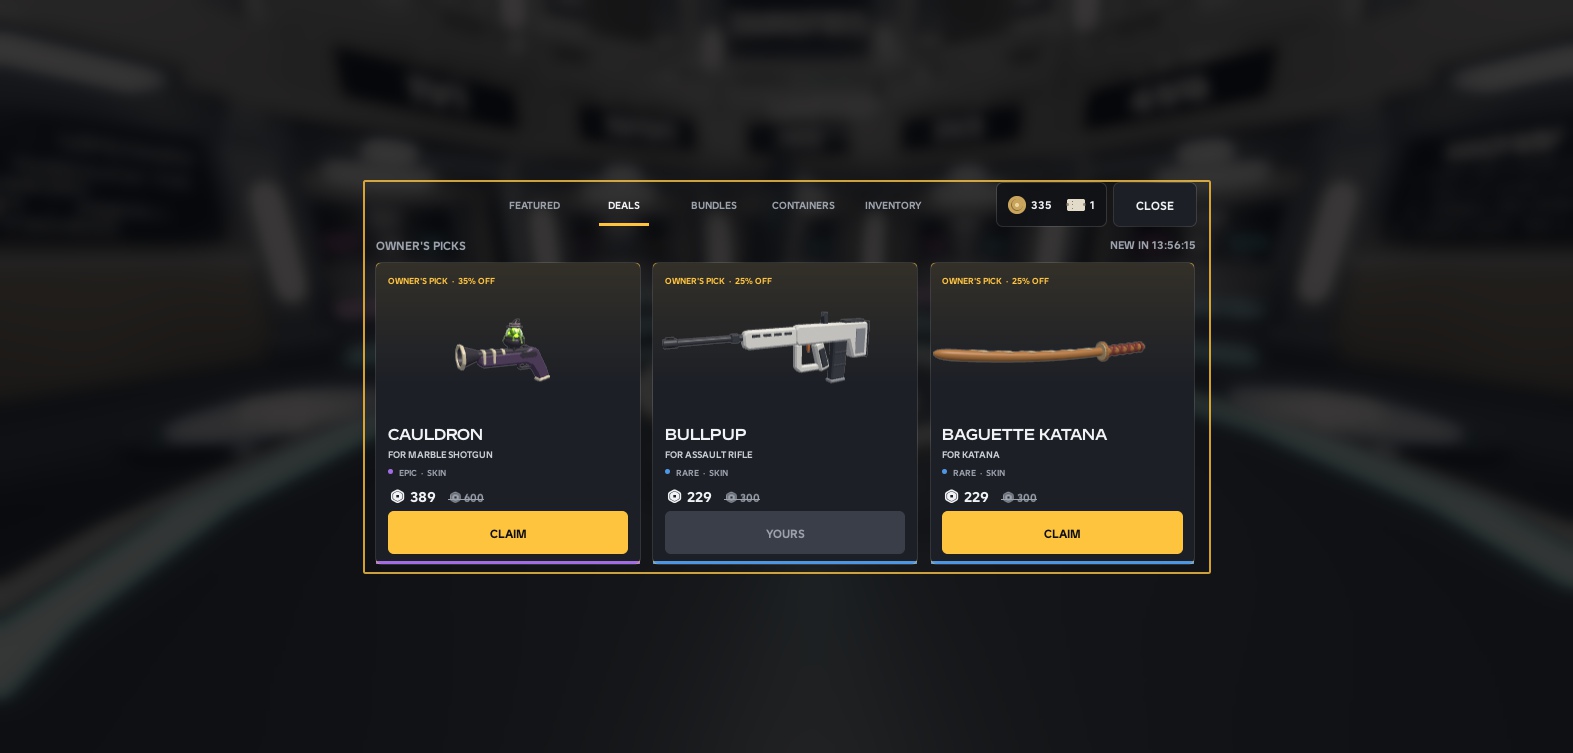 FEATURED DEALS BUNDLES CONTAINERS INVENTORY 335 1 CLOSE
OWNER'S PICKS NEW IN 13:56:15
OWNER'S PICK · 35% OFF
CAULDRON
FOR MARBLE SHOTGUN
EPIC · SKIN
389 600
CLAIM
OWNER'S PICK · 25% OFF
BULLPUP
FOR ASSAULT RIFLE
RARE · SKIN
229 300
YOURS
OWNER'S PICK · 25% OFF
BAGUETTE KATANA
FOR KATANA
RARE · SKIN
229 300
CLAIM